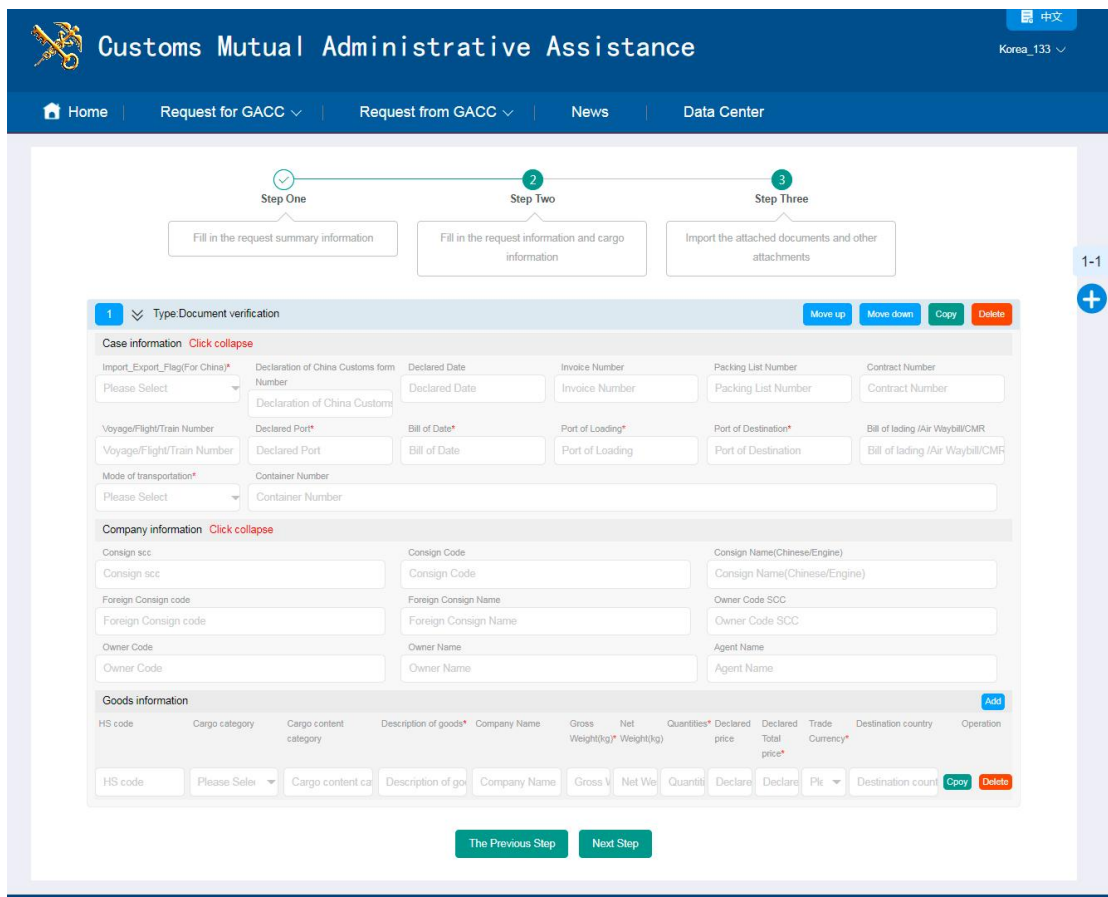 中文
Customs Mutual Administrative Assistance
Korea_133
Home Request for GACC Request from GACC News Data Center
2 3
Step One Step Two Step Three
Fill in the request summary information
Fill in the request information and cargo
information
Import the attached documents and other
attachments
1-1
1 Type:Document verification Move up Move down Copy Delete
Case information Click collapse
Import_Export_Flag(For China)* Declaration of China Customs form
Number Declared Date Invoice Number Packing List Number Contract Number
Please Select Declaration of China Customs Declared Date Invoice Number Packing List Number Contract Number
Voyage/Flight/Train Number Declared Port* Bill of Date* Port of Loading* Port of Destination* Bill of lading /Air Waybill/CMR
Voyage/Flight/Train Number Declared Port Bill of Date Port of Loading Port of Destination Bill of lading /Air Waybill/CMR
Mode of transportation* Container Number
Please Select Container Number
Company information Click collapse
Consign scc Consign Code Consign Name(Chinese/Engine)
Consign scc Consign Code Consign Name(Chinese/Engine)
Foreign Consign code Foreign Consign Name Owner Code SCC
Foreign Consign code Foreign Consign Name Owner Code SCC
Owner Code Owner Name Agent Name
Owner Code Owner Name Agent Name
Goods information Add
HS code Cargo category Cargo content
category Description of goods* Company Name Gross
Weight(kg)* Net
Weight(kg) Quantities* Declared
price Declared
Total
price* Trade
Currency* Destination country Operation
HS code Please Selec Cargo content ca Description of goo Company Name Gross W Net We Quantiti Declare Declare Ple Destination count Cpoy Delete
The Previous Step Next Step